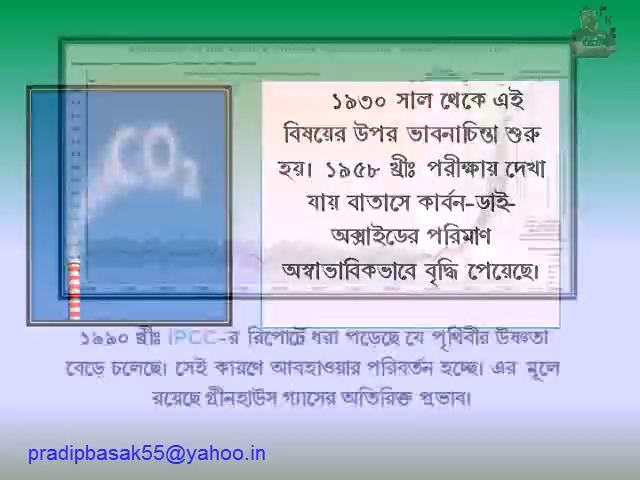 ১৯৩০ সাল থেকে এই
বিষয়ের উপর ভাবনাচিন্তা শুরু
হয়। ১৯৫৮ খ্রীঃ পরীক্ষায় দেখা
যায় বাতাসে কার্বন-ডাই-
অক্সাইডের পরিমাণ
অস্বাভাবিকভাবে বৃদ্ধি পেয়েছে।
CO2
১৯৯০ খ্রীঃ IPCC-র রিপোর্টে ধরা পড়েছে যে পৃথিবীর উষ্ণতা
বেড়ে চলেছে। সেই কারণে আবহাওয়ার পরিবর্তন হচ্ছে। এর মূলে
রয়েছে গ্রীনহাউস গ্যাসের অতিরিক্ত প্রভাব।
pradipbasak55@yahoo.in